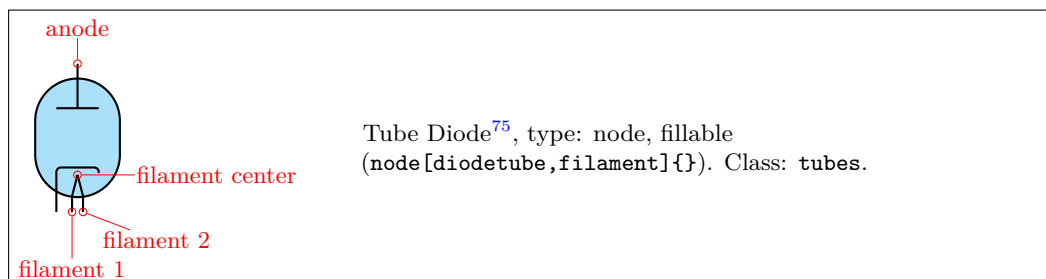 anode
Tube Diode75, type: node, fillable
(node[diodetube,filament]{}). Class: tubes.
filament center
filament 2
filament 1